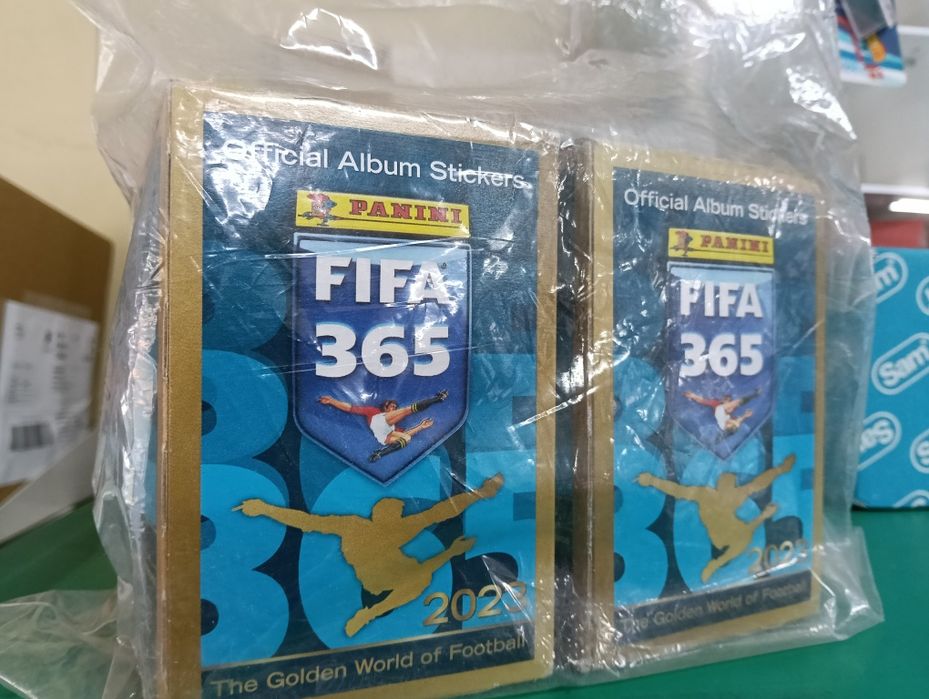 Official Album Stickers
PANINI
FIFA
365
2023
The Golden World of Football
Official Album Stickers
PANINI
FIFA
365
2023
The Golden World of Football
Sam